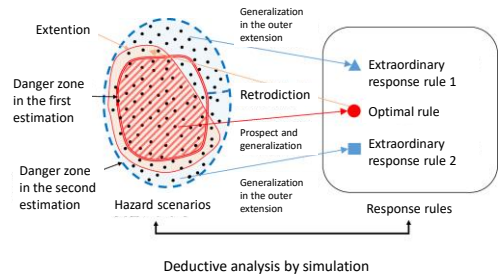 Generalization
in the outer
extension
Extention
Danger zone
in the first
estimation
Retrodiction
Prospect and
generalization
Danger zone
in the second
estimation
Generalization
in the outer
extension
Hazard scenarios
Extraordinary
response rule 1
Optimal rule
Extraordinary
response rule 2
Response rules
Deductive analysis by simulation